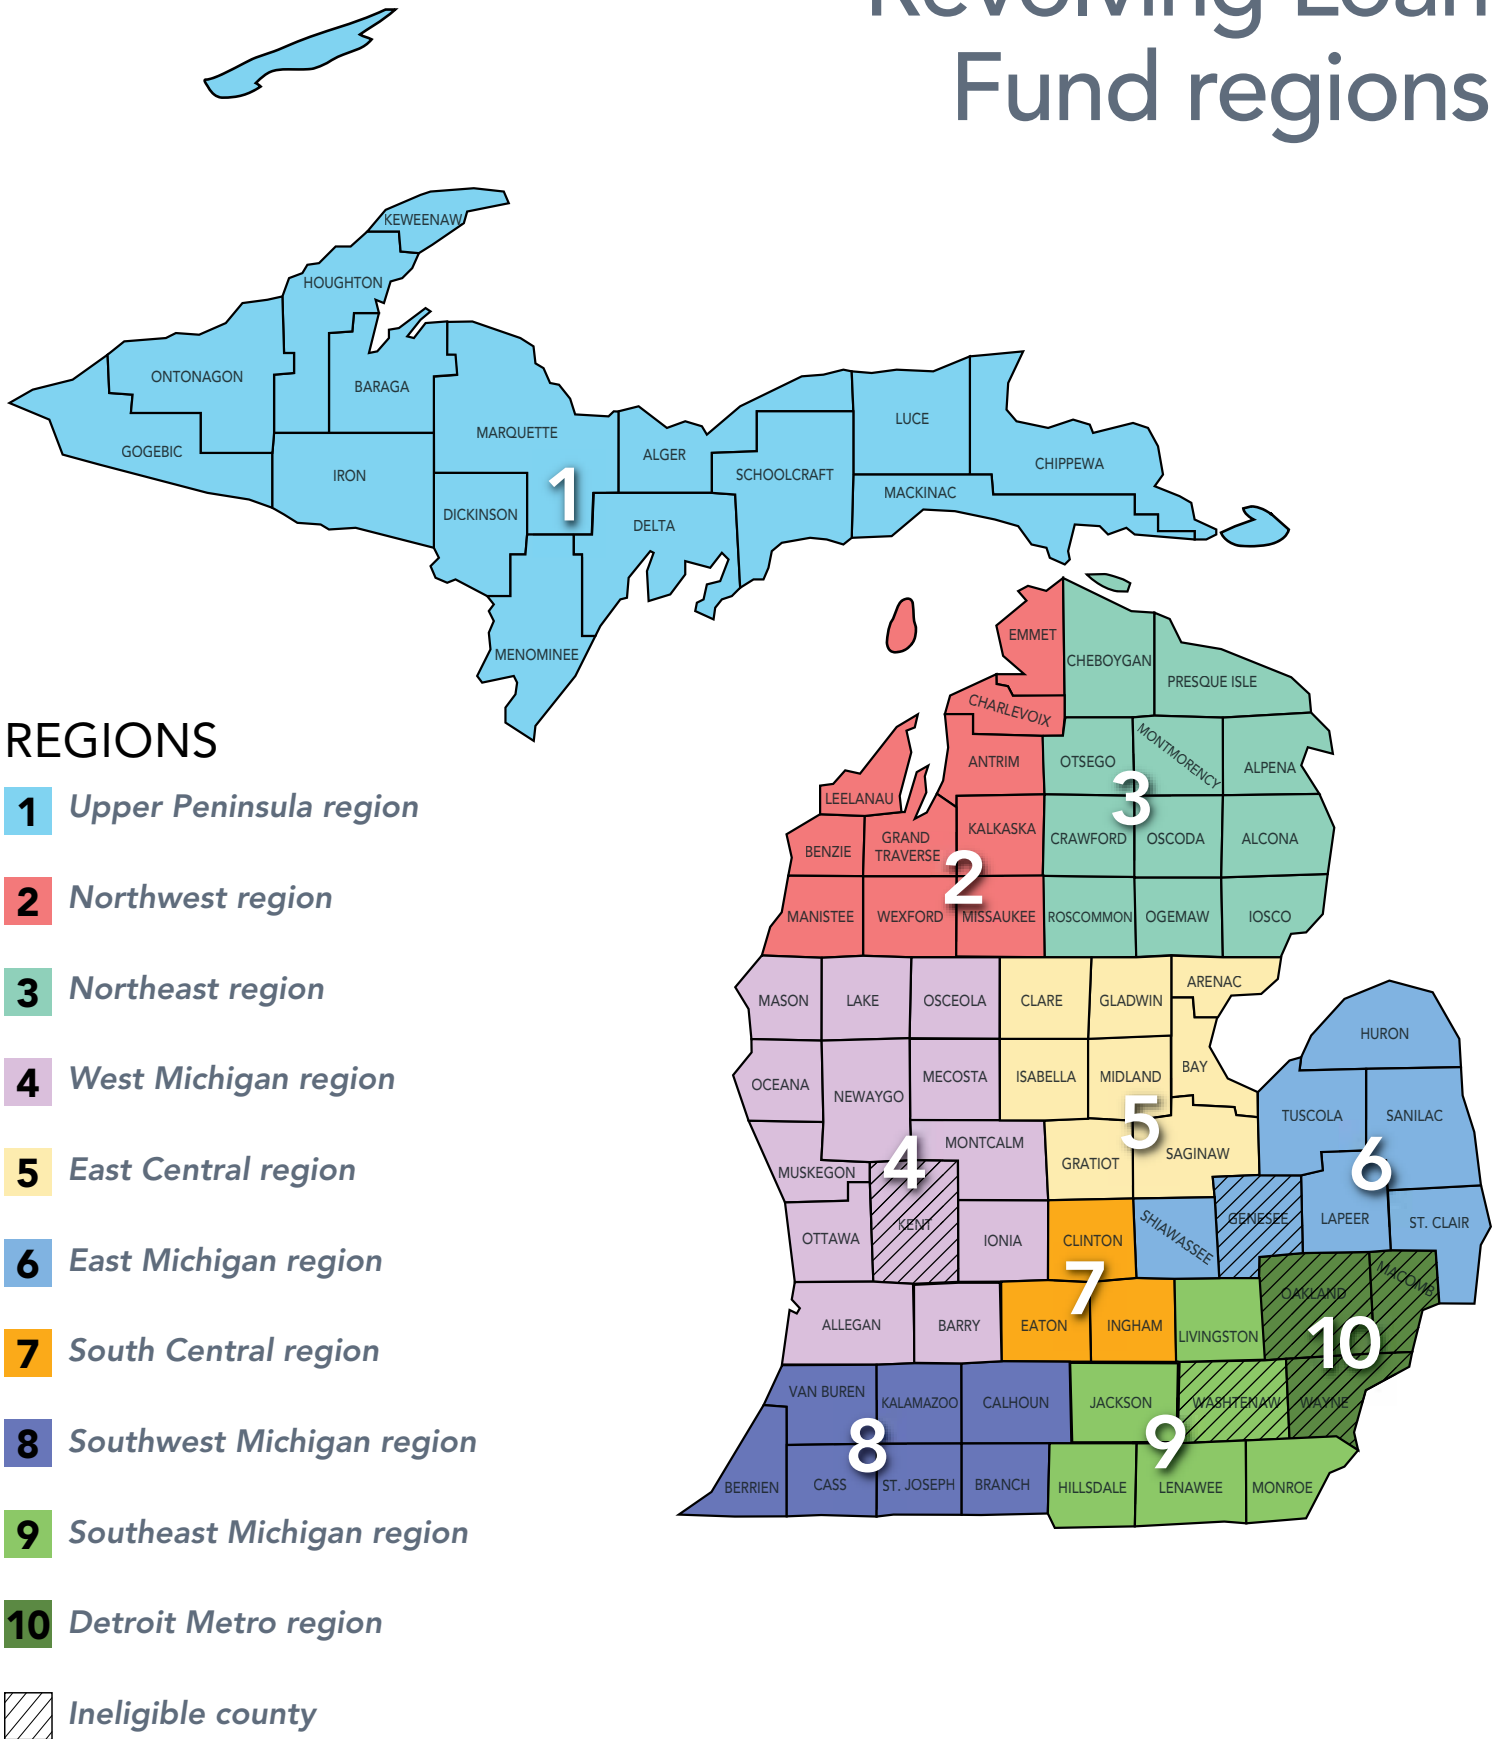 Revolving Loan
Fund regions
KEWEENAW
HOUGHTON
ONTONAGON
BARAGA
GOGEBIC
IRON
MARQUETTE
DICKINSON
1
ALGER
DELTA
SCHOOLCRAFT
LUCE
MACKINAC
CHIPPEWA
MENOMINEE
EMMET
CHEBOYGAN
PRESQUE ISLE
CHARLEVOIX
ANTRIM
OTSEGO
MONTMORENCY
ALPENA
LEELANAU
3
BENZIE
GRAND
TRAVERSE
KALKASKA
CRAWFORD
OSCODA
ALCONA
2
MANISTEE
WEXFORD
MISSAUKEE
ROSCOMMON
OGEMAW
IOSCO
MASON
LAKE
OSCEOLA
CLARE
GLADWIN
ARENAC
HURON
OCEANA
NEWAYGO
MECOSTA
ISABELLA
MIDLAND
BAY
TUSCOLA
SANILAC
5
MUSKEGON
4
MONTCALM
GRATIOT
SAGINAW
6
OTTAWA
KENT
IONIA
CLINTON
SHIAWASSEE
GENESEE
LAPEER
ST. CLAIR
7
ALLEGAN
BARRY
EATON
INGHAM
LIVINGSTON
OAKLAND
MACOMB
10
VAN BUREN
KALAMAZOO
CALHOUN
JACKSON
WASHTENAW
WAYNE
8
9
BERRIEN
CASS
ST. JOSEPH
BRANCH
HILLSDALE
LENAWEE
MONROE
REGIONS
1 Upper Peninsula region
2 Northwest region
3 Northeast region
4 West Michigan region
5 East Central region
6 East Michigan region
7 South Central region
8 Southwest Michigan region
9 Southeast Michigan region
10 Detroit Metro region
Ineligible county